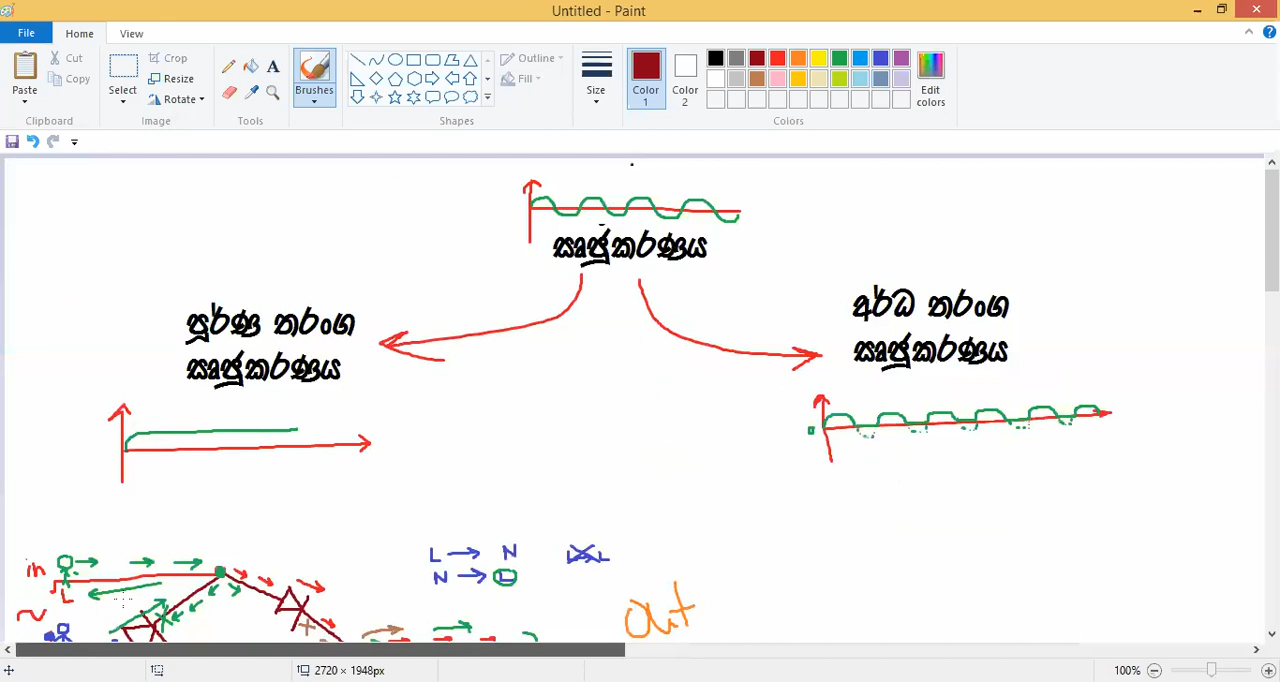 Untitled - Paint
File
Home
View
Paste
Cut
Copy
Clipboard
Select
Crop
Resize
Rotate
Image
Tools
Brushes
Shapes
Outline
Fill
Size
Color 1
Color 2
Edit colors
Colors
සෘජුකරණය
පූර්ණ තරංග
සෘජුකරණය
අර්ධ තරංග
සෘජුකරණය
in
L
L → N
N → L
out
2720 × 1948px
100%